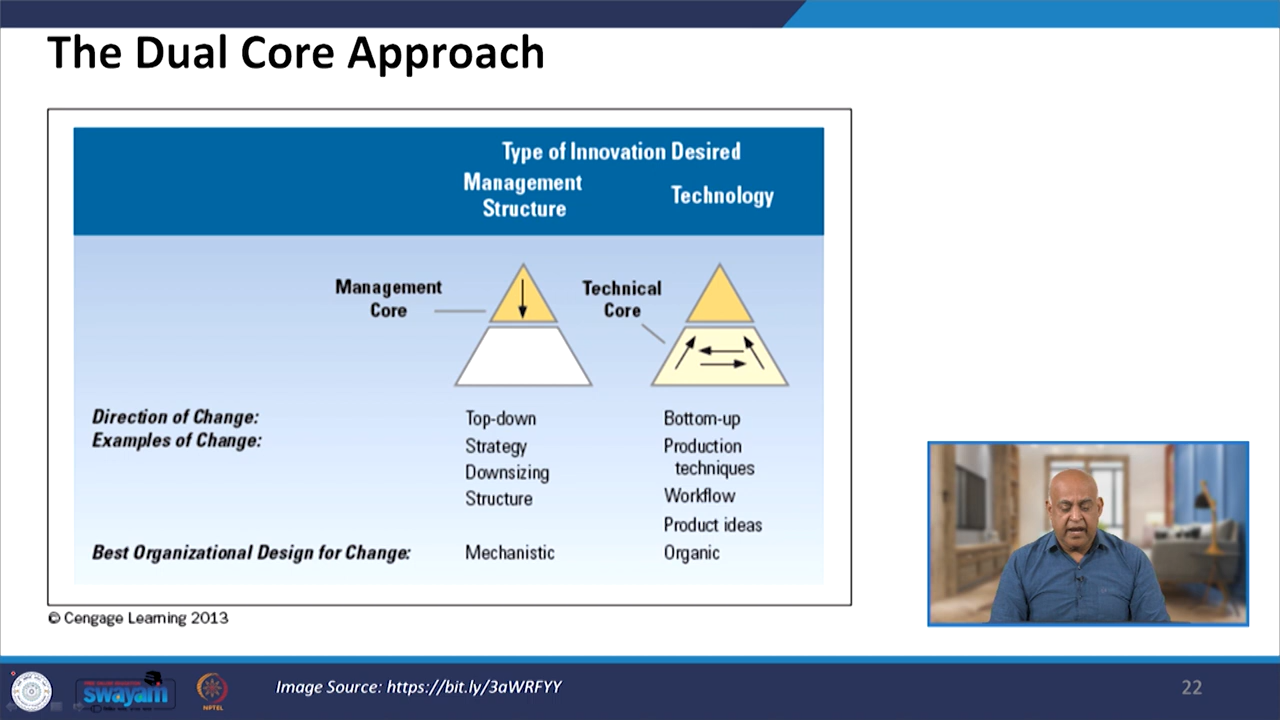 The Dual Core Approach
Type of Innovation Desired
Management
Structure
Technology
Management
Core
Technical
Core
Direction of Change: Top-down Bottom-up
Examples of Change: Strategy Production
techniques
Downsizing
Structure Workflow
Product ideas
Best Organizational Design for Change: Mechanistic Organic
© Cengage Learning 2013
swayam
NPTEL
Image Source: https://bit.ly/3aWRFYY
22